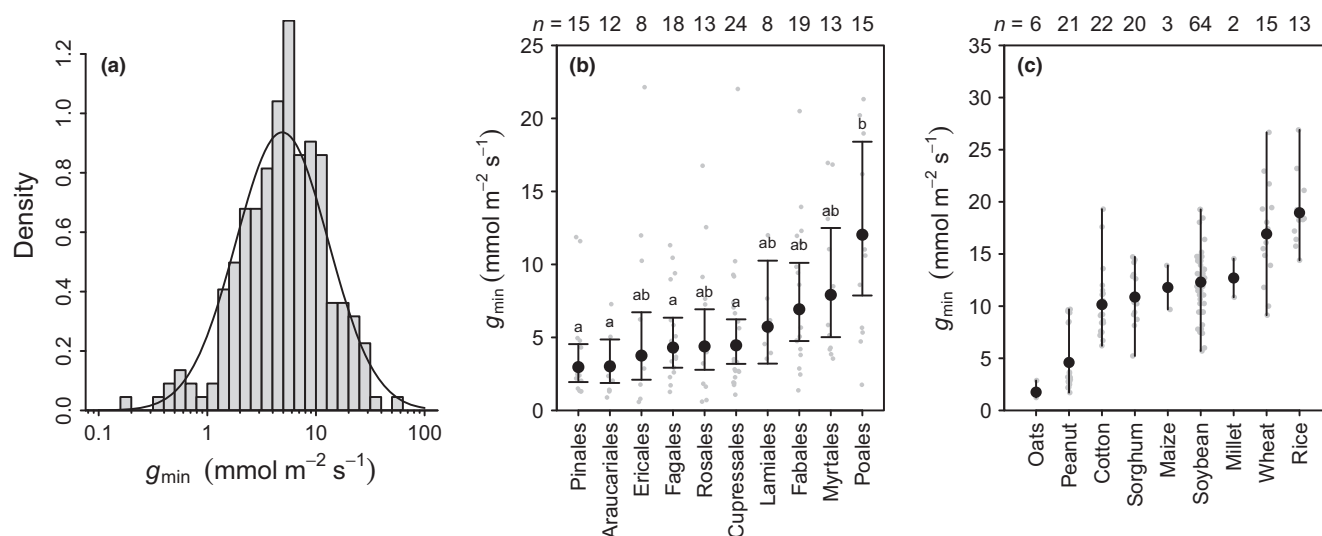 (a)
Density
0.0 0.2 0.4 0.6 0.8 1.0 1.2
0.1 1 10 100
gmin (mmol m−2 s−1)
n = 15 12 8 18 13 24 8 19 13 15
(b)
gmin (mmol m−2 s−1)
25
20
15
10
5
0
a a ab a ab a ab ab ab b
Pinales
Araucariales
Ericales
Fagales
Rosales
Cupressales
Lamiales
Fabales
Myrtales
Poales
n = 6 21 22 20 3 64 2 15 13
(c)
gmin (mmol m−2 s−1)
35
30
25
20
15
10
5
0
Oats
Peanut
Cotton
Sorghum
Maize
Soybean
Millet
Wheat
Rice